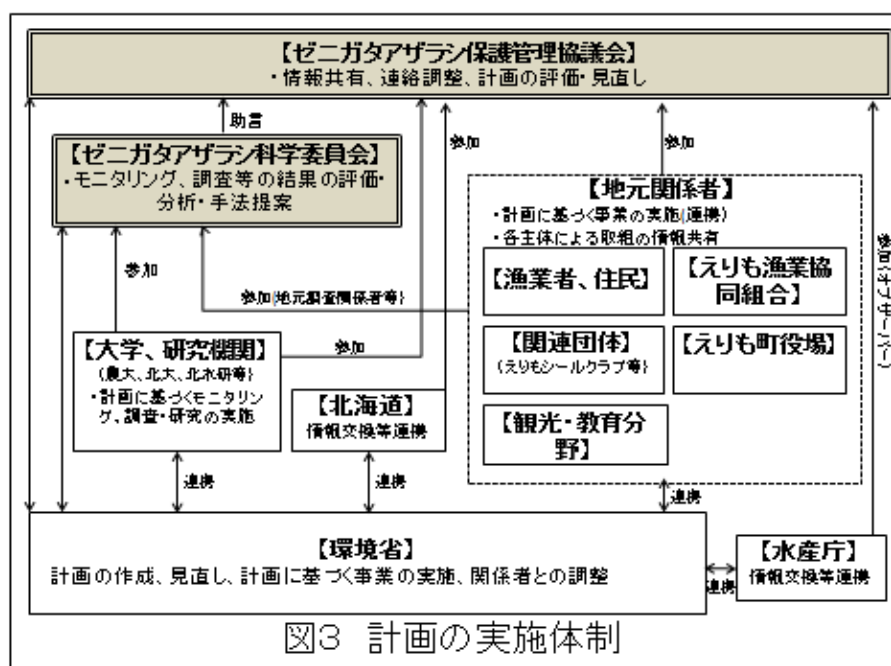 【ゼニガタアザラシ保護管理協議会】
・情報共有、連絡調整、計画の評価・見直し
助言
【ゼニガタアザラシ科学委員会】
・モニタリング、調査等の結果の評価・
分析・手法提案
参加
参加
【地元関係者】
・計画に基づく事業の実施(連携)
・各主体による取組の情報共有
【漁業者、住民】
【えりも漁業協
同組合】
【関連団体】
(えりもシールクラブ等)
【えりも町役場】
【観光・教育分
野】
参加(オブザーバー)
参加
参加(地元調査関係者等)
【大学、研究機関】
(農大、北大、北水研等)
・計画に基づくモニタリン
グ、調査・研究の実施
参加
【北海道】
情報交換等連携
連携
連携
連携
【環境省】
計画の作成、見直し、計画に基づく事業の実施、関係者との調整
連携
【水産庁】
情報交換等連携
図3 計画の実施体制